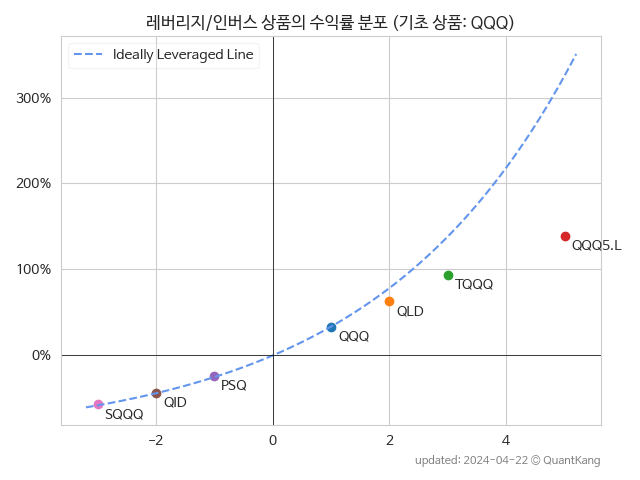 레버리지/인버스 상품의 수익률 분포 (기초 상품: QQQ)
Ideally Leveraged Line
300%
200%
100%
0%
QQQ5.L
TQQQ
QLD
QQQ
PSQ
QID
SQQQ
−2
0
2
4
updated: 2024-04-22 © QuantKang